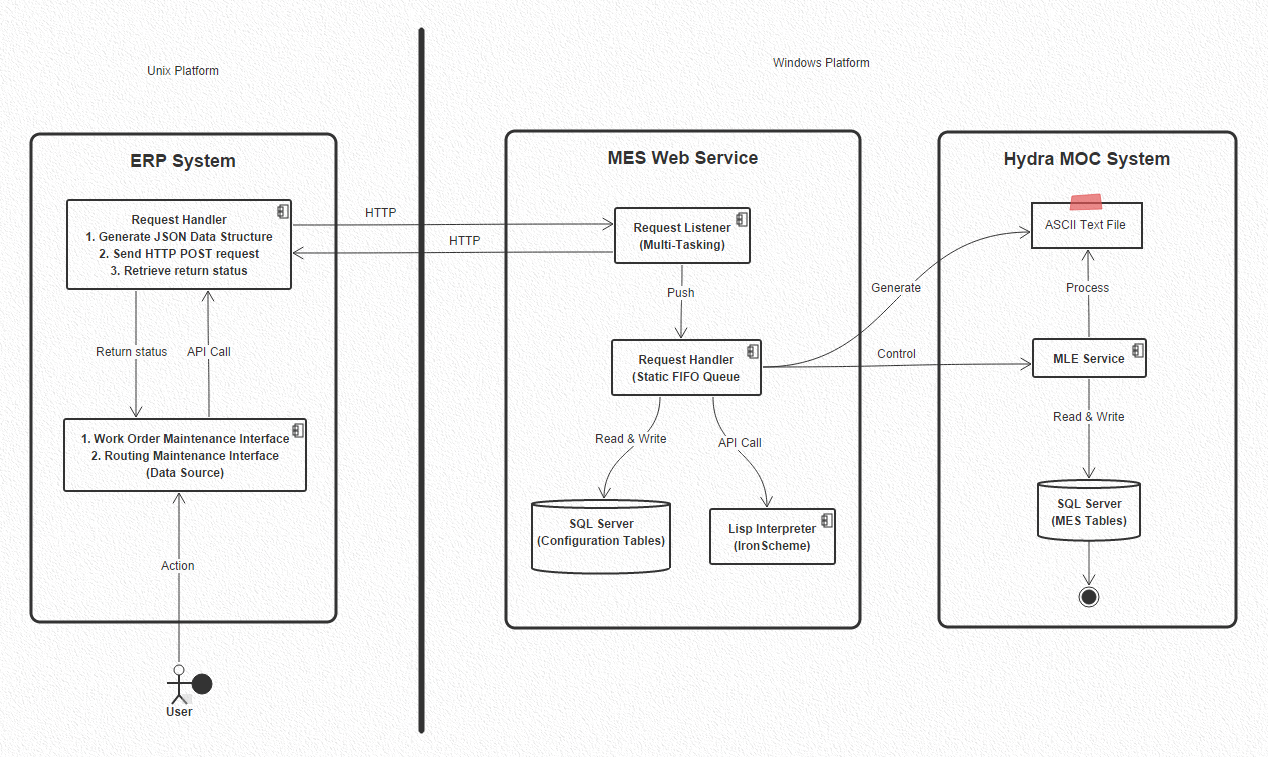 Unix Platform
Windows Platform
ERP System
Request Handler
1. Generate JSON Data Structure
2. Send HTTP POST request
3. Retrieve return status
Return status
API Call
1. Work Order Maintenance Interface
2. Routing Maintenance Interface
(Data Source)
Action
User
HTTP
HTTP
MES Web Service
Request Listener
(Multi-Tasking)
Push
Request Handler
(Static FIFO Queue
Read & Write
API Call
SQL Server
(Configuration Tables)
Lisp Interpreter
(IronScheme)
Generate
Control
Hydra MOC System
ASCII Text File
Process
MLE Service
Read & Write
SQL Server
(MES Tables)